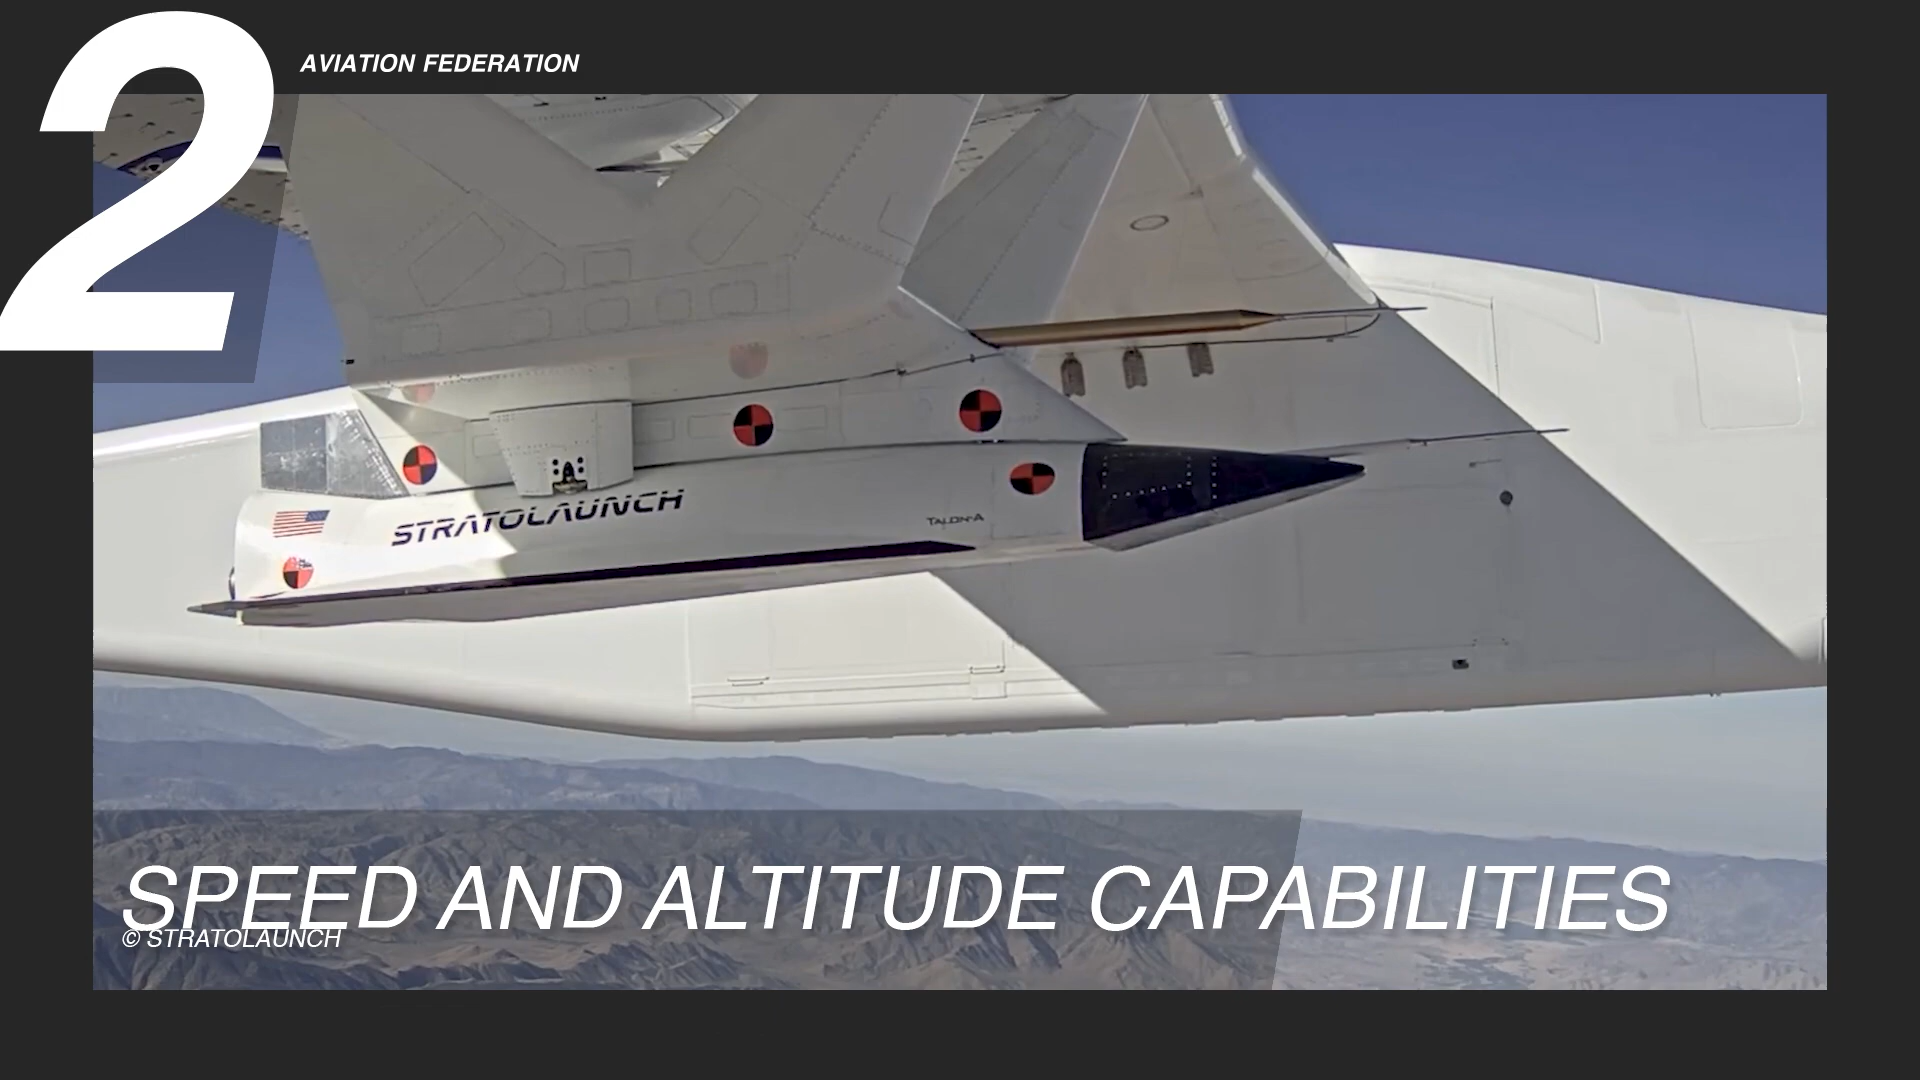 2
AVIATION FEDERATION
STRATOLAUNCH
TALON-A
SPEED AND ALTITUDE CAPABILITIES
© STRATOLAUNCH